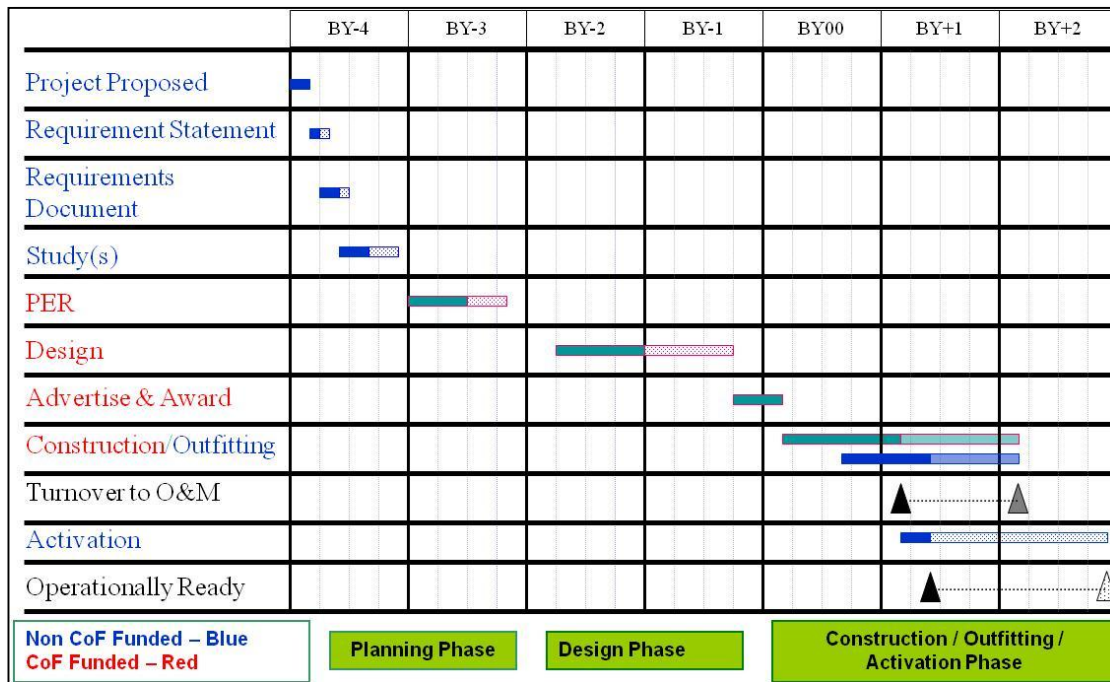 BY-4 BY-3 BY-2 BY-1 BY00 BY+1 BY+2
Project Proposed
Requirement Statement
Requirements
Document
Study(s)
PER
Design
Advertise & Award
Construction/Outfitting
Turnover to O&M
Activation
Operationally Ready
Non CoF Funded – Blue
CoF Funded – Red
Planning Phase
Design Phase
Construction / Outfitting /
Activation Phase